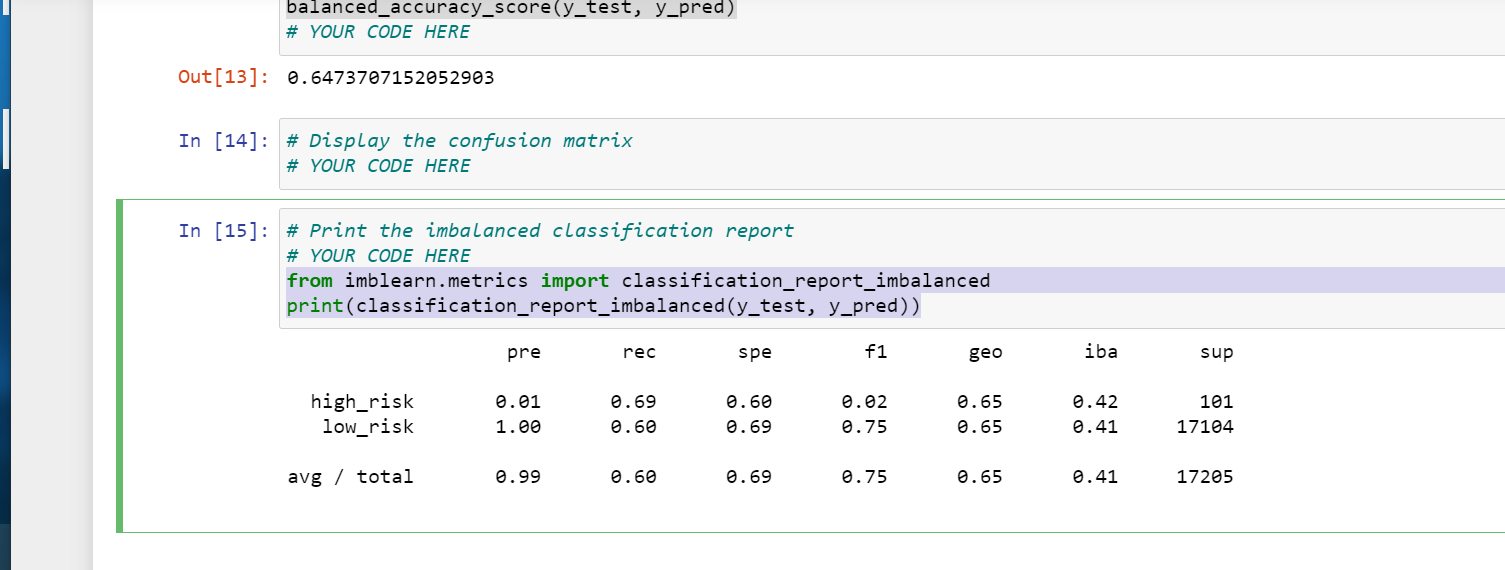 balanced_accuracy_score(y_test, y_pred)
# YOUR CODE HERE
Out[13]: 0.6473707152052903
In [14]: # Display the confusion matrix
# YOUR CODE HERE
In [15]: # Print the imbalanced classification report
# YOUR CODE HERE
from imblearn.metrics import classification_report_imbalanced
print(classification_report_imbalanced(y_test, y_pred))
pre rec spe f1 geo iba sup
high_risk 0.01 0.69 0.60 0.02 0.65 0.42 101
low_risk 1.00 0.60 0.69 0.75 0.65 0.41 17104
avg / total 0.99 0.60 0.69 0.75 0.65 0.41 17205